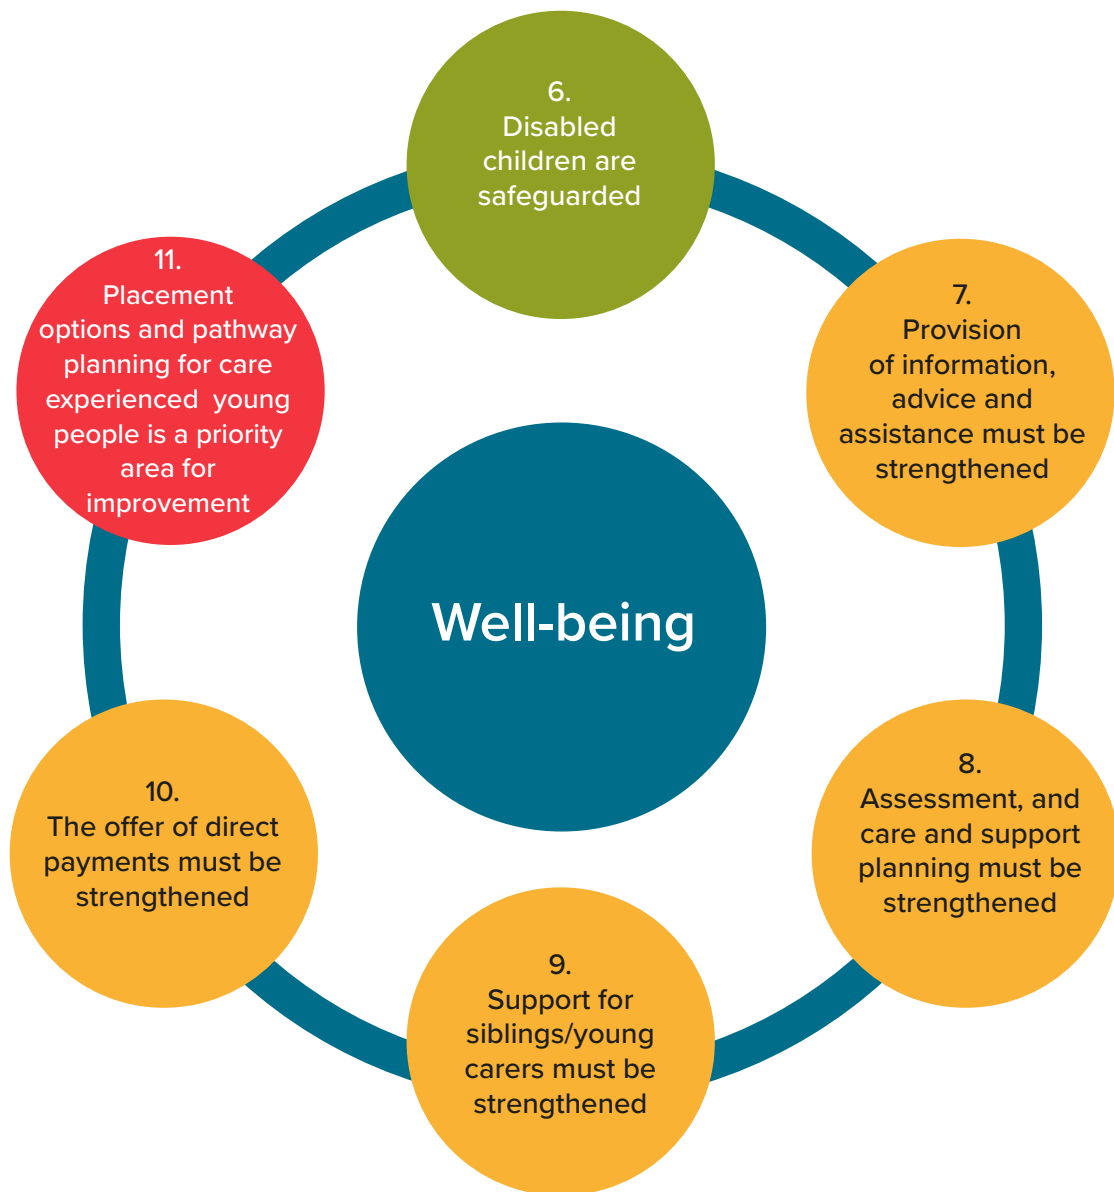 6.
Disabled
children are
safeguarded
7.
Provision
of information,
advice and
assistance must be
strengthened
8.
Assessment, and
care and support
planning must be
strengthened
9.
Support for
siblings/young
carers must be
strengthened
10.
The offer of direct
payments must be
strengthened
11.
Placement
options and pathway
planning for care
experienced  young
people is a priority
area for
improvement
Well-being